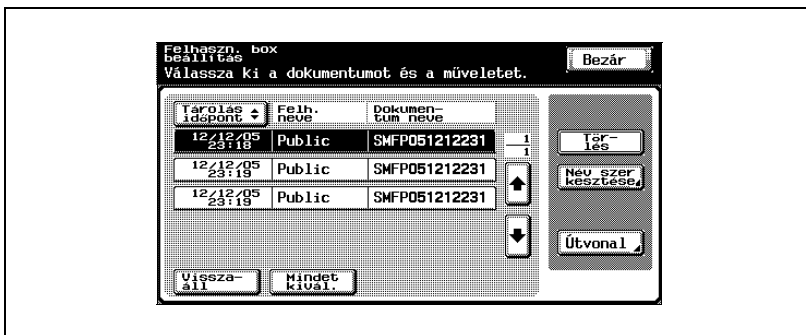 Felhaszn. box
beállítás
Válassza ki a dokumentumot és a műveletet.
Bezár
Tárolás
időpont
Felh.
neve
Dokumen-
tum neve
12/12/05
23:18
Public
SMFP051212231
1
1
12/12/05
23:19
Public
SMFP051212231
12/12/05
23:19
Public
SMFP051212231
Tör-
lés
Név szer
kesztése
Útvonal
Vissza-
áll
Mindet
kivál.